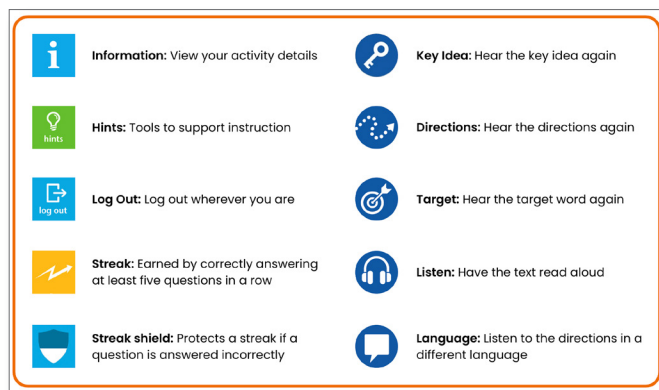 Information: View your activity details
hints
Hints: Tools to support instruction
log out
Log Out: Log out wherever you are
Streak: Earned by correctly answering
at least five questions in a row
Streak shield: Protects a streak if a
question is answered incorrectly
Key Idea: Hear the key idea again
Directions: Hear the directions again
Target: Hear the target word again
Listen: Have the text read aloud
Language: Listen to the directions in a
different language